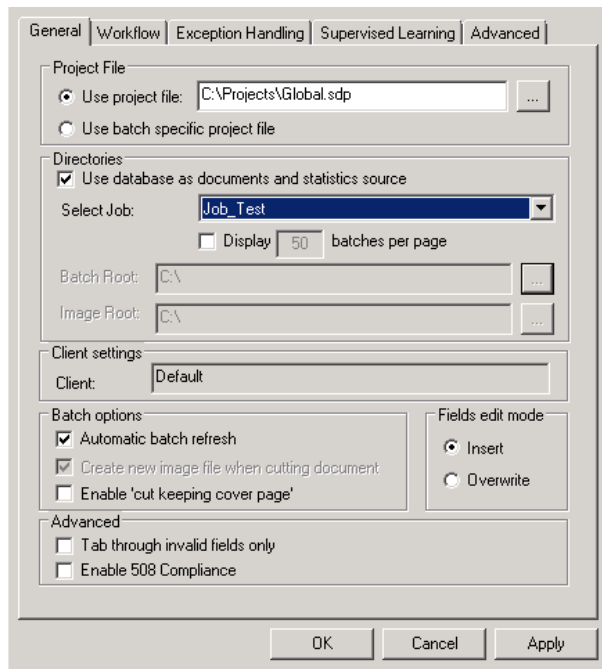 General Workflow Exception Handling Supervised Learning Advanced
Project File
Use project file: C:\Projects\Global.sdp ...
Use batch specific project file
Directories
Use database as documents and statistics source
Select Job: Job_Test
Display 50 batches per page
Batch Root: C:\ ...
Image Root: C:\ ...
Client settings
Client: Default
Batch options
Automatic batch refresh
Create new image file when cutting document
Enable 'cut keeping cover page'
Fields edit mode
Insert
Overwrite
Advanced
Tab through invalid fields only
Enable 508 Compliance
OK Cancel Apply